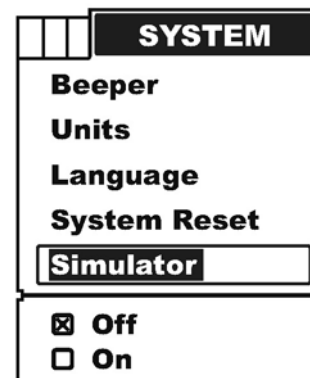 SYSTEM
Beeper
Units
Language
System Reset
Simulator
Off
On